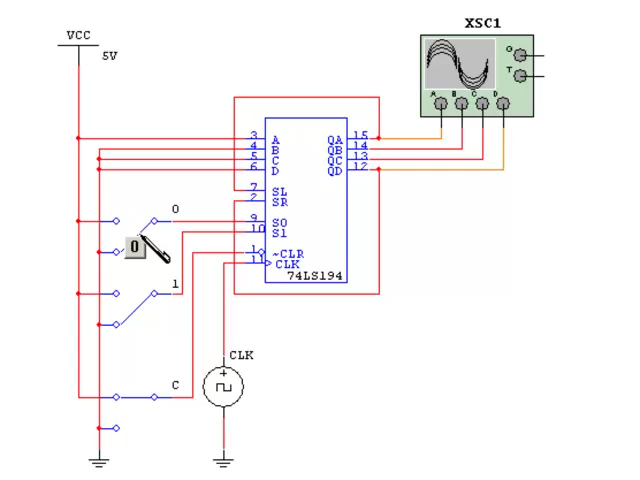 XSC1
VCC
5V
G
T
A B C D
3 A QA 15
4 B QB 14
5 C QC 13
6 D QD 12
7 SL
2 SR
0
9 S0
10 S1
0
1 ~CLR
11 CLK
74LS194
1
CLK
C